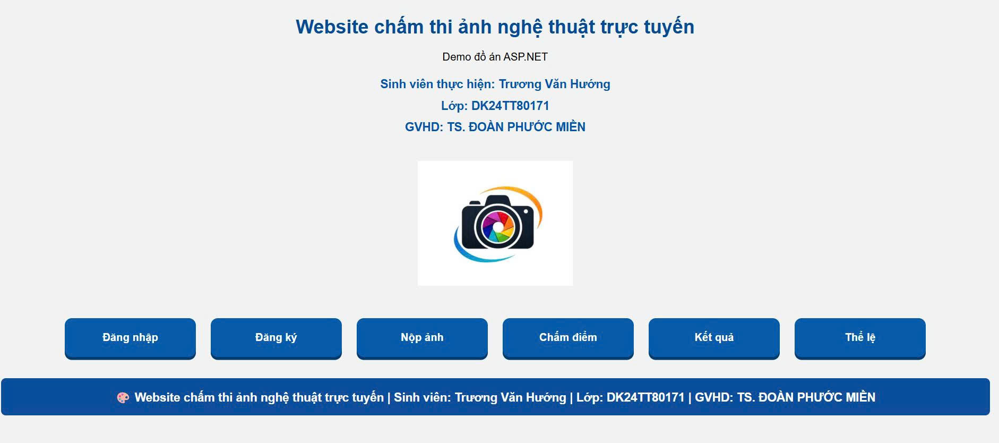 Website chấm thi ảnh nghệ thuật trực tuyến
Demo đồ án ASP.NET
Sinh viên thực hiện: Trương Văn Hướng
Lớp: DK24TT80171
GVHD: TS. ĐOÀN PHƯỚC MIỀN
Đăng nhập
Đăng ký
Nộp ảnh
Chấm điểm
Kết quả
Thể lệ
🎨 Website chấm thi ảnh nghệ thuật trực tuyến | Sinh viên: Trương Văn Hướng | Lớp: DK24TT80171 | GVHD: TS. ĐOÀN PHƯỚC MIỀN